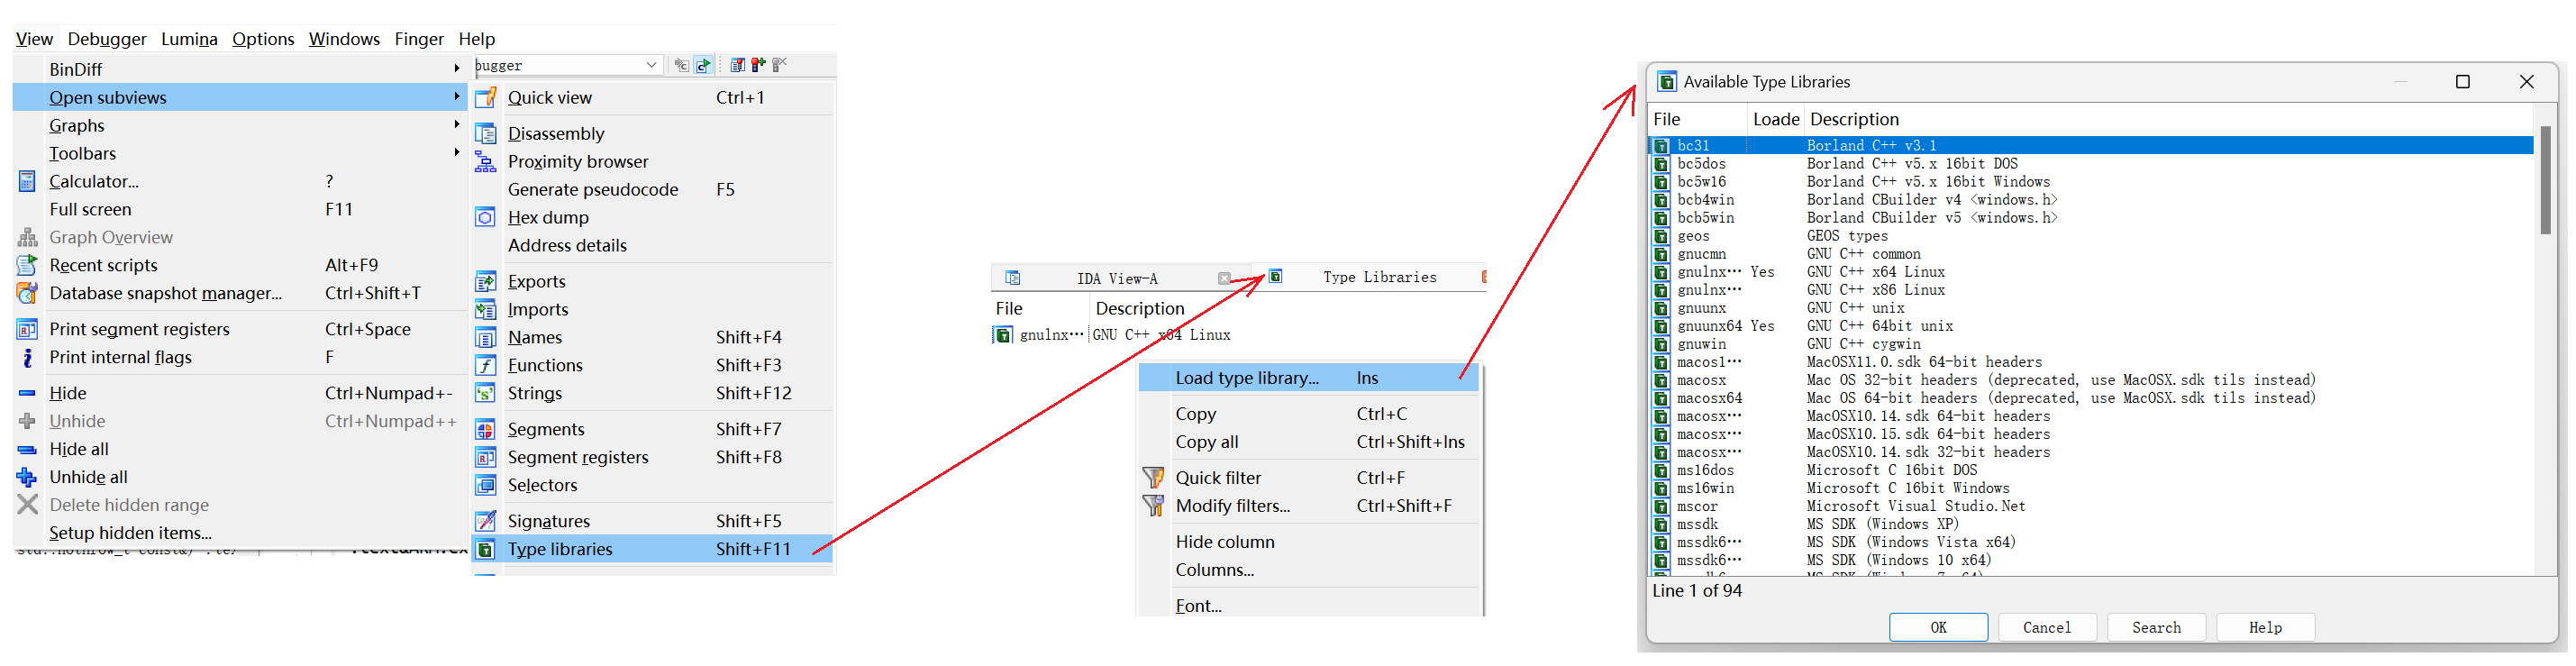 View Debugger Lumina Options Windows Finger Help
BinDiff
Open subviews
Graphs
Toolbars
Calculator... ?
Full screen F11
Graph Overview
Recent scripts Alt+F9
Database snapshot manager... Ctrl+Shift+T
Print segment registers Ctrl+Space
Print internal flags F
Hide Ctrl+Numpad+-
Unhide Ctrl+Numpad++
Hide all
Unhide all
Delete hidden range
Setup hidden items...
bugger
Quick view Ctrl+1
Disassembly
Proximity browser
Generate pseudocode F5
Hex dump
Address details
Exports
Imports
Names Shift+F4
Functions Shift+F3
Strings Shift+F12
Segments Shift+F7
Segment registers Shift+F8
Selectors
Signatures Shift+F5
Type libraries Shift+F11
IDA View-A Type Libraries
File Description
gnulnx… GNU C++ x64 Linux
Load type library... Ins
Copy Ctrl+C
Copy all Ctrl+Shift+Ins
Quick filter Ctrl+F
Modify filters... Ctrl+Shift+F
Hide column
Columns...
Font...
Available Type Libraries
File Loade Description
bc31 Borland C++ v3.1
bc5dos Borland C++ v5.x 16bit DOS
bc5w16 Borland C++ v5.x 16bit Windows
bcb4win Borland CBuilder v4 <windows.h>
bcb5win Borland CBuilder v5 <windows.h>
geos GEOS types
gnucmn GNU C++ common
gnulnx… Yes GNU C++ x64 Linux
gnulnx… GNU C++ x86 Linux
gnuunx GNU C++ unix
gnuunx64 Yes GNU C++ 64bit unix
gnuwin GNU C++ cygwin
macos1… MacOSX11.0.sdk 64-bit headers
macosx Mac OS 32-bit headers (deprecated, use MacOSX.sdk tils instead)
macosx64 Mac OS 64-bit headers (deprecated, use MacOSX.sdk tils instead)
macosx… MacOSX10.14.sdk 64-bit headers
macosx… MacOSX10.15.sdk 64-bit headers
macosx… MacOSX10.14.sdk 32-bit headers
ms16dos Microsoft C 16bit DOS
ms16win Microsoft C 16bit Windows
mscor Microsoft Visual Studio.Net
mssdk MS SDK (Windows XP)
mssdk6… MS SDK (Windows Vista x64)
mssdk6… MS SDK (Windows 10 x64)
Line 1 of 94
OK Cancel Search Help